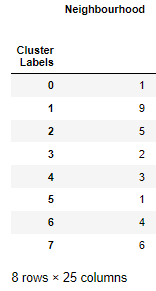 Neighbourhood
Cluster
Labels
0 1
1 9
2 5
3 2
4 3
5 1
6 4
7 6
8 rows × 25 columns